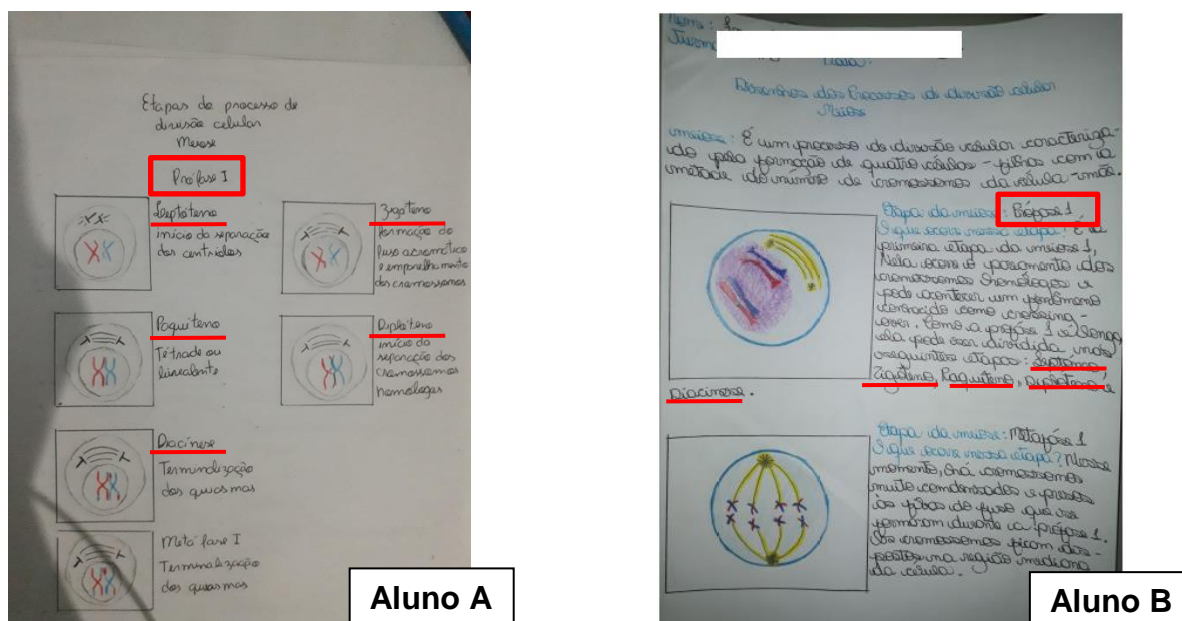 Etapas do processo de
divisão celular
Meiose
Prófase I
Leptóteno
início da separação
dos centríolos
Zigóteno
formação do
fuso acromático
e emparelhamento
dos cromossomos
Paquíteno
Tétrade ou
Diplóteno
início da
separação dos
cromossomos
homólogos
Diacinese
Terminalização
dos quiasmas
Metáfase I
Terminalização
dos quiasmas
Aluno A
Nome:
Turma
Data:
Desenhos dos Processos de divisão celular
Meiose
meiose: É um processo de divisão celular caracteriza-
do pela formação de quatro células-filhas com a
metade do número de cromossomos da célula-mãe.
Etapa da meiose: Prófase 1
O que ocorre nessa etapa? É a
primeira etapa da meiose 1,
Nela ocorre o pareamento dos
cromossomos homólogos e
pode acontecer um fenômeno
conhecido como crossing-
over. Como a prófase 1 é longa
ela pode ser dividida nas
seguintes etapas: Leptóteno,
Zigóteno, Paquíteno, Diplóteno e
Diacinese.
Etapa da meiose: Metáfase 1
O que ocorre nessa etapa? Nesse
momento, há cromossomos
muito condensados e presos
às fibras do fuso que se
formaram durante a prófase 1.
Os cromossomos ficam dis-
postos na região mediana
da célula.
Aluno B